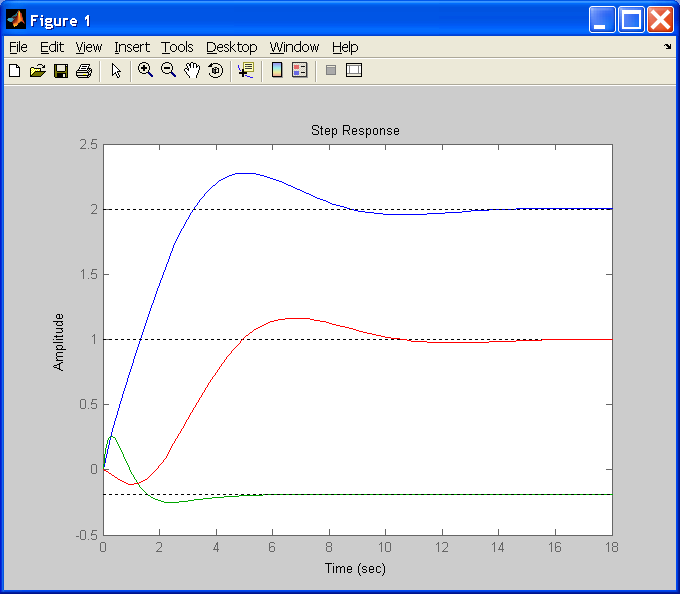 Figure 1
File Edit View Insert Tools Desktop Window Help
Step Response
2.5
2
1.5
1
0.5
0
-0.5
Amplitude
0 2 4 6 8 10 12 14 16 18
Time (sec)